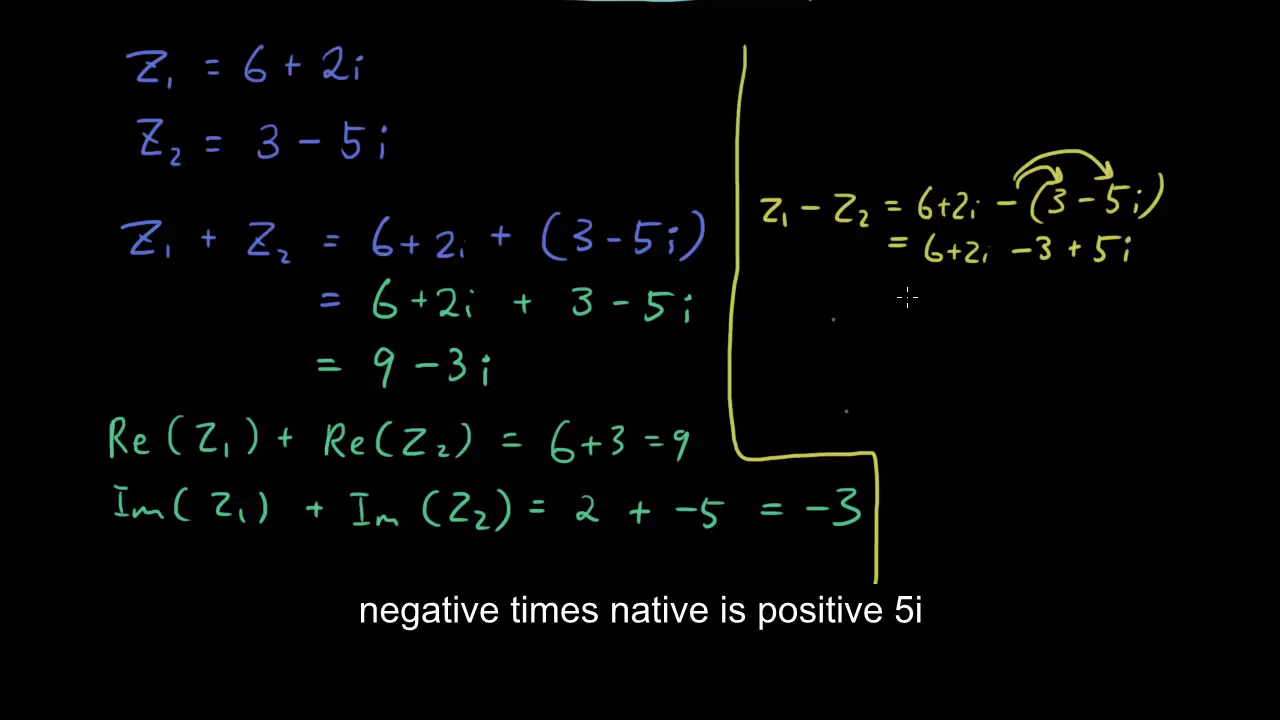 Z₁ = 6 + 2i
Z₂ = 3 − 5i
Z₁ + Z₂ = 6+2i + (3−5i)
= 6+2i + 3−5i
= 9−3i
Re(Z₁) + Re(Z₂) = 6+3=9
Im(Z₁) + Im(Z₂) = 2 + −5 = −3
Z₁ − Z₂ = 6+2i −(3−5i)
= 6+2i −3+5i
negative times native is positive 5i